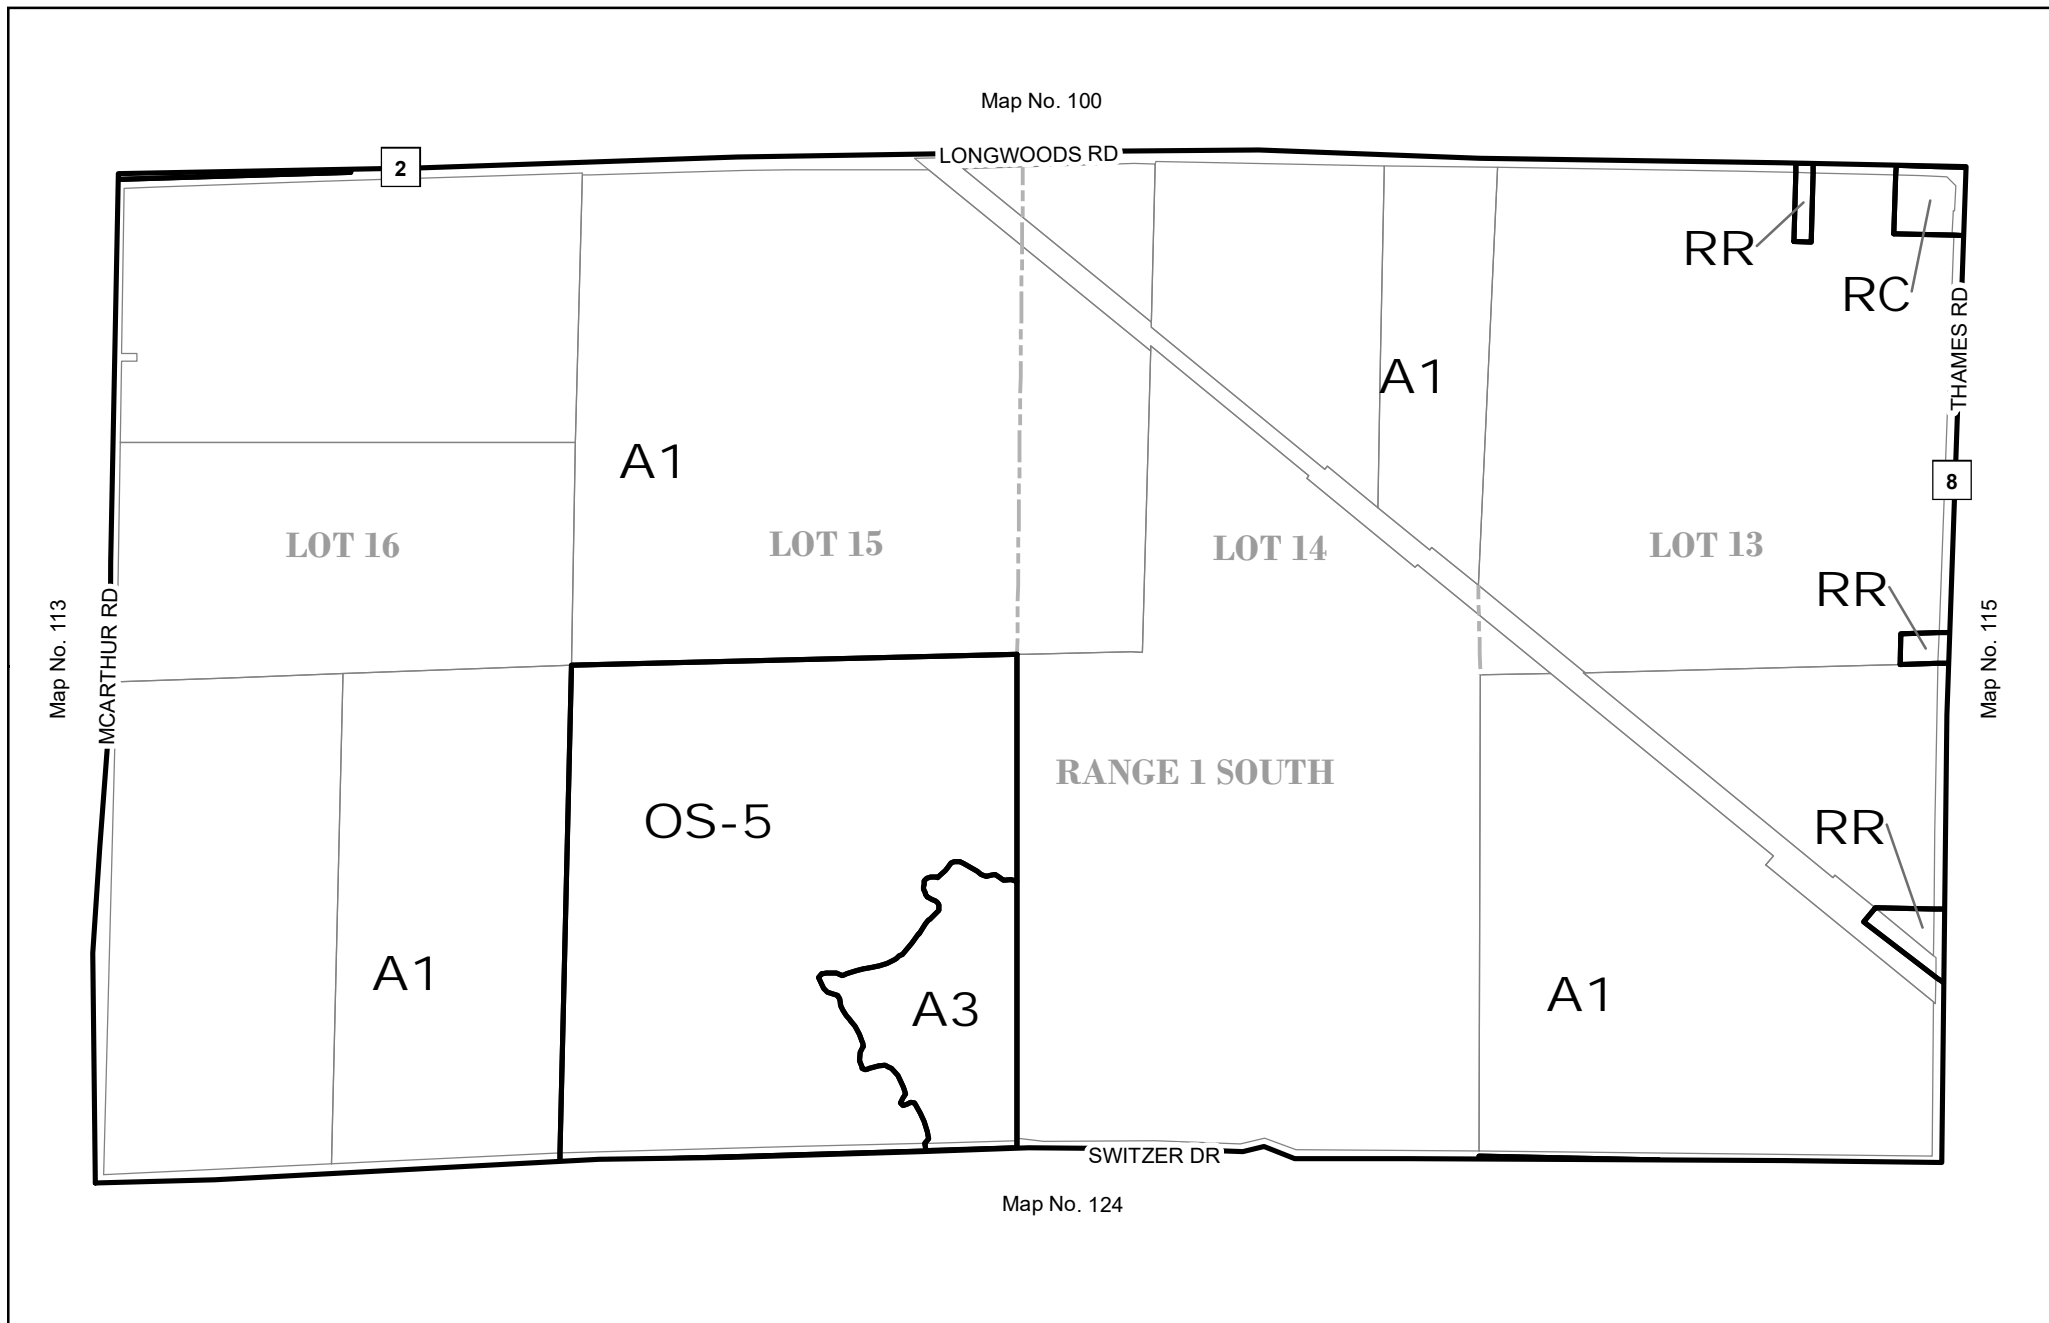 Map No. 100
LONGWOODS RD
2
RR
RC
THAMES RD
A1
A1
8
LOT 16
LOT 15
LOT 14
LOT 13
RR
MCARTHUR RD
Map No. 113
Map No. 115
RANGE 1 SOUTH
OS-5
RR
A1
A3
A1
SWITZER DR
Map No. 124